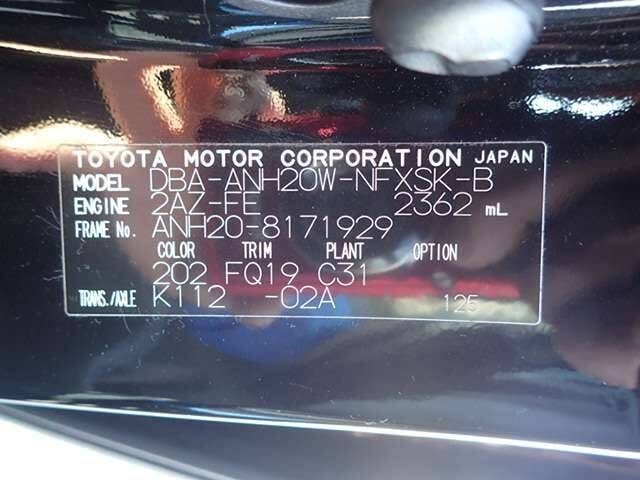 TOYOTA MOTOR CORPORATION JAPAN
MODEL DBA-ANH20W-NFXSK-B
ENGINE 2AZ-FE 2362 mL
FRAME No. ANH20-8171929
COLOR TRIM PLANT OPTION
202 FQ19 C31
TRANS./AXLE K112 -02A 125